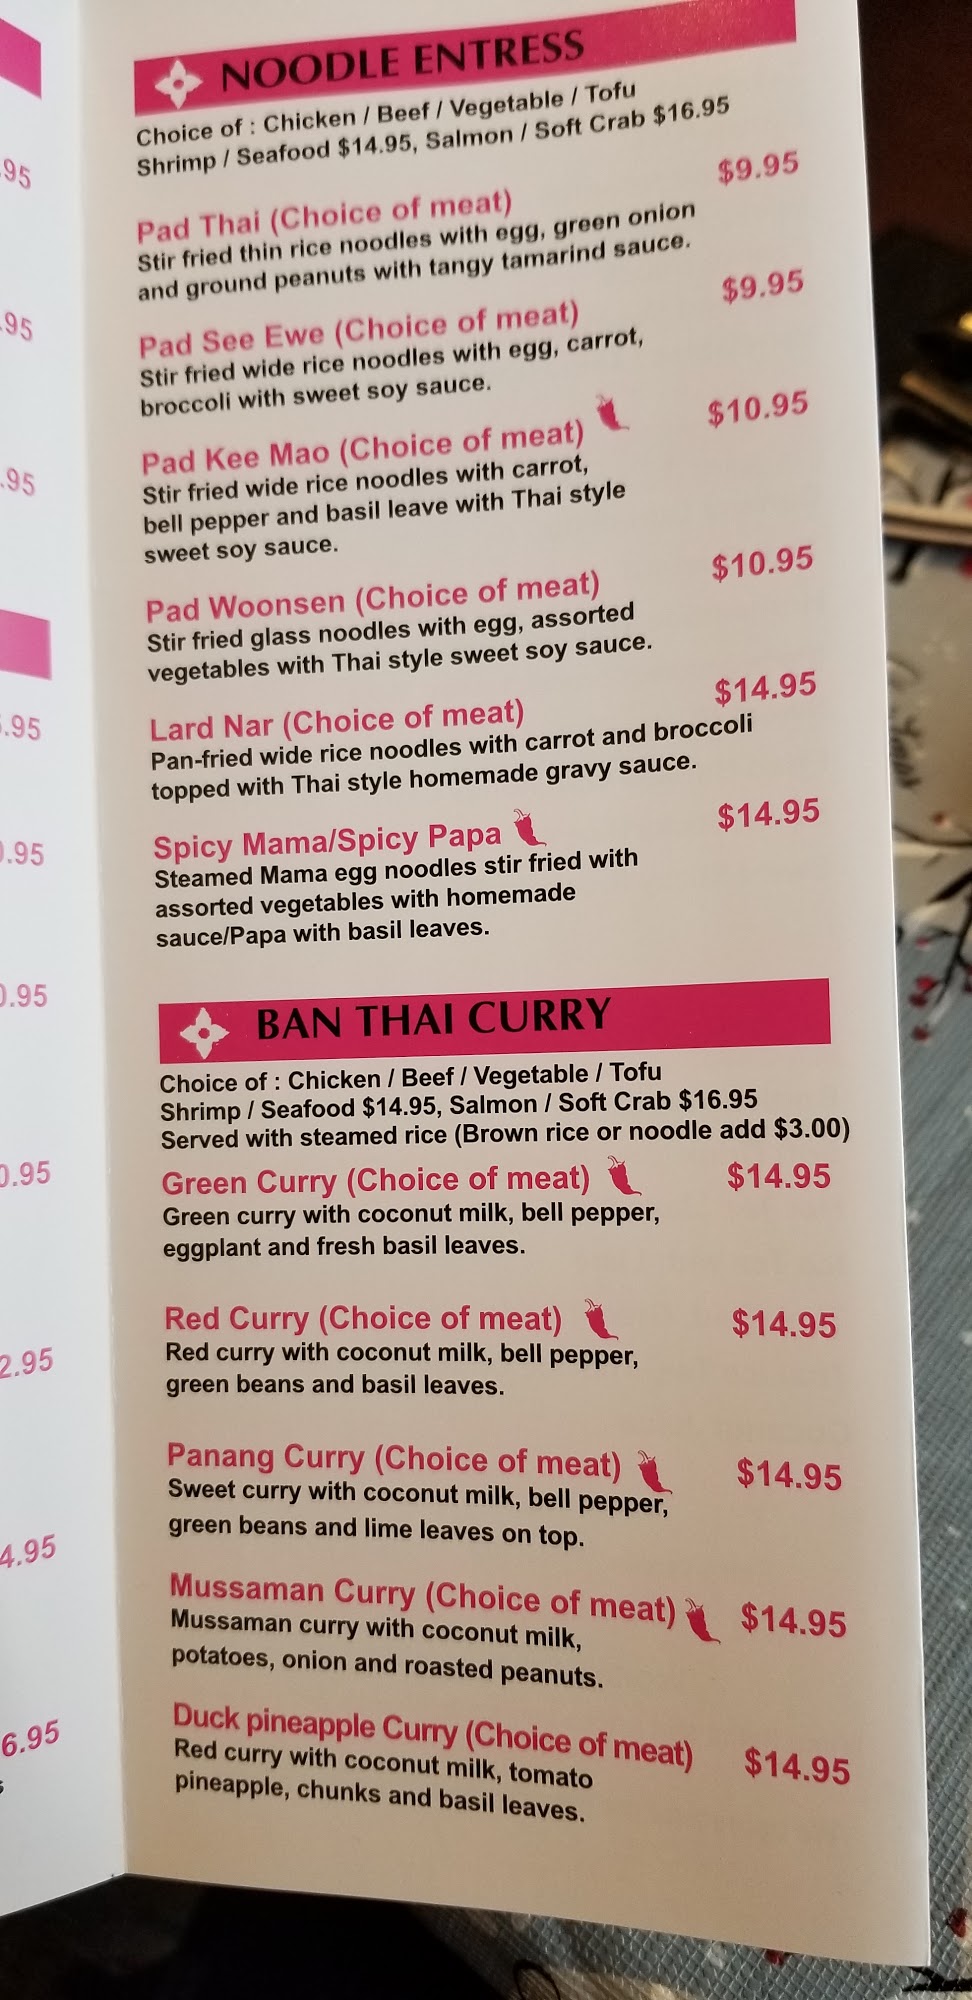 NOODLE ENTRESS
Choice of : Chicken / Beef / Vegetable / Tofu
Shrimp / Seafood $14.95, Salmon / Soft Crab $16.95
Pad Thai (Choice of meat) $9.95
Stir fried thin rice noodles with egg, green onion
and ground peanuts with tangy tamarind sauce.
Pad See Ewe (Choice of meat) $9.95
Stir fried wide rice noodles with egg, carrot,
broccoli with sweet soy sauce.
Pad Kee Mao (Choice of meat) $10.95
Stir fried wide rice noodles with carrot,
bell pepper and basil leave with Thai style
sweet soy sauce.
Pad Woonsen (Choice of meat) $10.95
Stir fried glass noodles with egg, assorted
vegetables with Thai style sweet soy sauce.
Lard Nar (Choice of meat) $14.95
Pan-fried wide rice noodles with carrot and broccoli
topped with Thai style homemade gravy sauce.
Spicy Mama/Spicy Papa $14.95
Steamed Mama egg noodles stir fried with
assorted vegetables with homemade
sauce/Papa with basil leaves.
BAN THAI CURRY
Choice of : Chicken / Beef / Vegetable / Tofu
Shrimp / Seafood $14.95, Salmon / Soft Crab $16.95
Served with steamed rice (Brown rice or noodle add $3.00)
Green Curry (Choice of meat) $14.95
Green curry with coconut milk, bell pepper,
eggplant and fresh basil leaves.
Red Curry (Choice of meat) $14.95
Red curry with coconut milk, bell pepper,
green beans and basil leaves.
Panang Curry (Choice of meat) $14.95
Sweet curry with coconut milk, bell pepper,
green beans and lime leaves on top.
Mussaman Curry (Choice of meat) $14.95
Mussaman curry with coconut milk,
potatoes, onion and roasted peanuts.
Duck pineapple Curry (Choice of meat) $14.95
Red curry with coconut milk, tomato
pineapple, chunks and basil leaves.